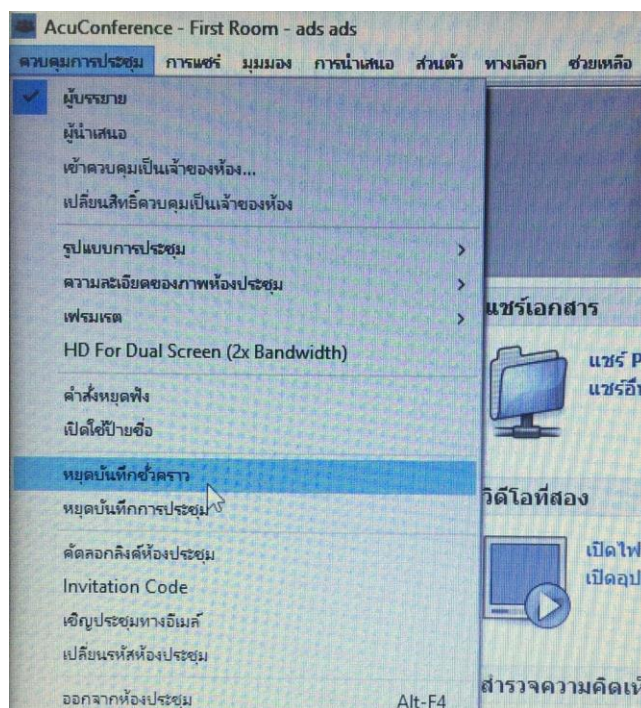 AcuConference - First Room - ads ads
ควบคุมการประชุม การแชร์ มุมมอง การนำเสนอ ส่วนตัว ทางเลือก ช่วยเหลือ
ผู้บรรยาย
ผู้นำเสนอ
เข้าควบคุมเป็นเจ้าของห้อง...
เปลี่ยนสิทธิ์ควบคุมเป็นเจ้าของห้อง
รูปแบบการประชุม
ความละเอียดของภาพห้องประชุม
เฟรมเรต
HD For Dual Screen (2x Bandwidth)
คำสั่งหยุดฟัง
เปิดใช้ป้ายชื่อ
หยุดบันทึกชั่วคราว
หยุดบันทึกการประชุม
คัดลอกลิงค์ห้องประชุม
Invitation Code
เชิญประชุมทางอีเมล์
เปลี่ยนรหัสห้องประชุม
ออกจากห้องประชุม Alt-F4
แชร์เอกสาร
แชร์ P
แชร์อื่น
วิดีโอที่สอง
เปิดไฟ
เปิดอุป
สำรวจความคิดเห็